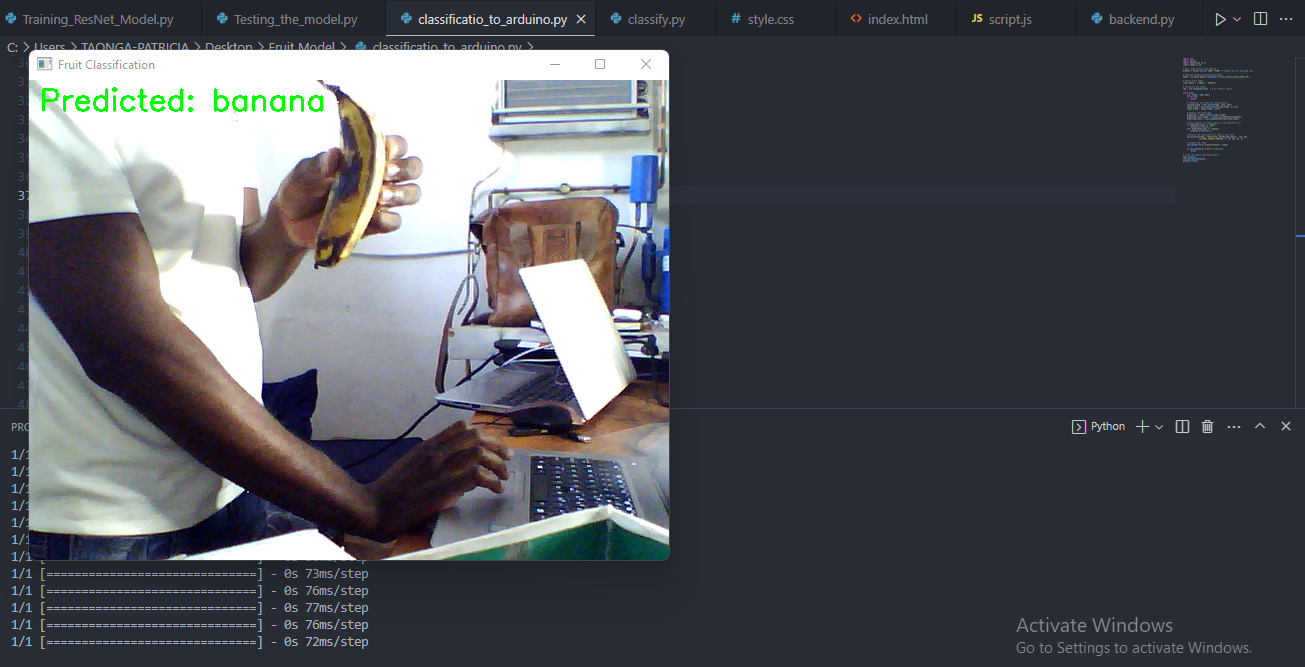 Training_ResNet_Model.py Testing_the_model.py classificatio_to_arduino.py classify.py # style.css <> index.html JS script.js backend.py
C: > Users > TAONGA-PATRICIA > Desktop > Fruit Model > classificatio_to_arduino.py >
Fruit Classification
Predicted: banana
37
Python
1/1
1/1
1/1
1/1
1/1
1/1
1/1
1/1 [==============================] - 0s 73ms/step
1/1 [==============================] - 0s 76ms/step
1/1 [==============================] - 0s 77ms/step
1/1 [==============================] - 0s 76ms/step
1/1 [==============================] - 0s 72ms/step
Activate Windows
Go to Settings to activate Windows.